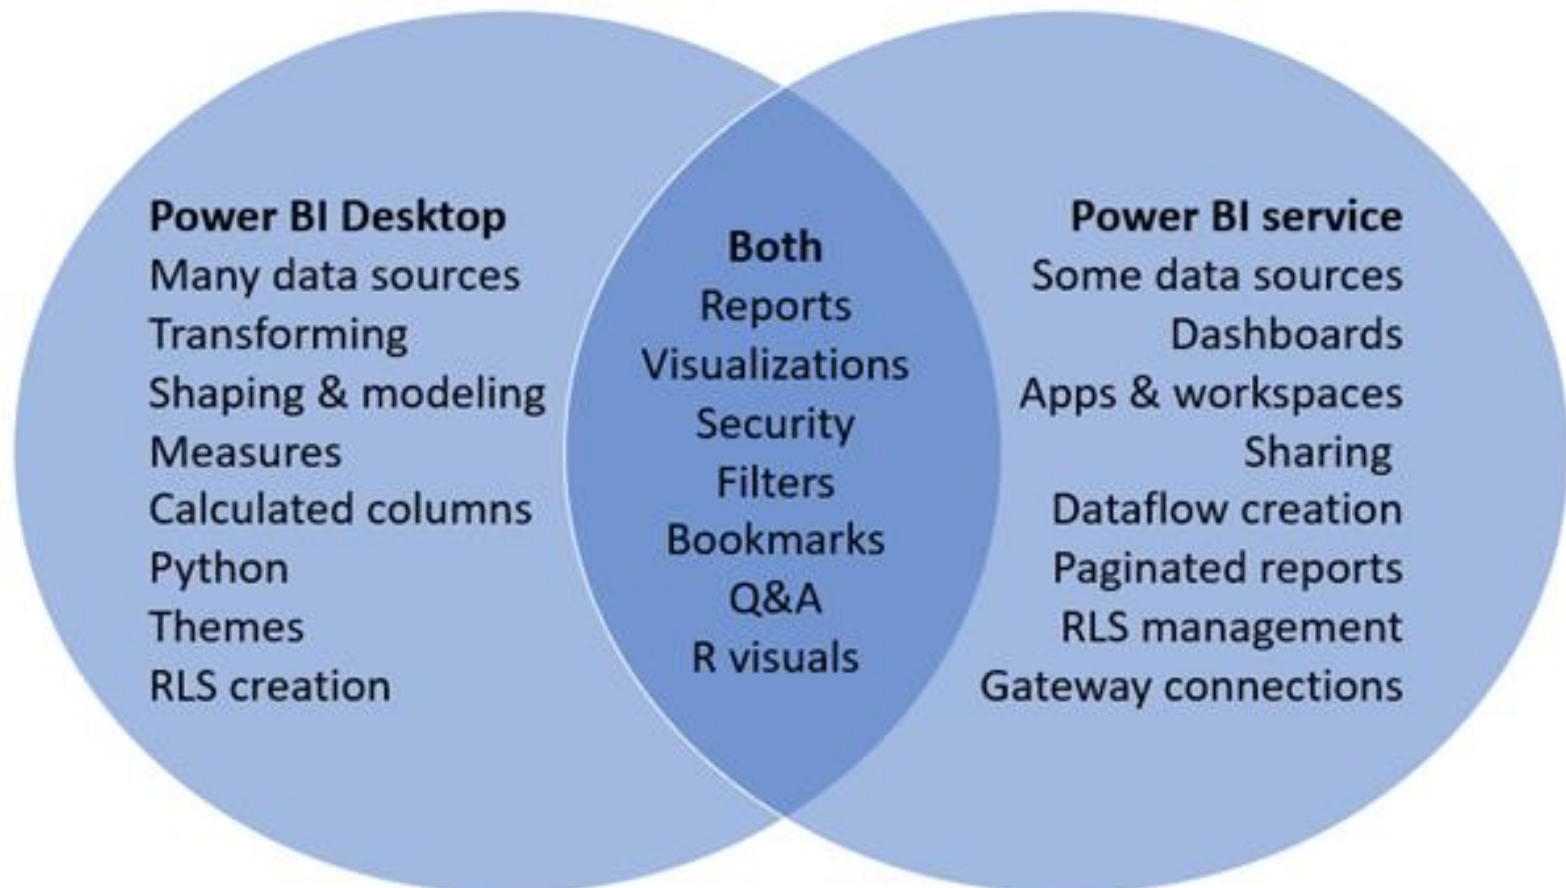 Power BI Desktop
Many data sources
Transforming
Shaping & modeling
Measures
Calculated columns
Python
Themes
RLS creation
Both
Reports
Visualizations
Security
Filters
Bookmarks
Q&A
R visuals
Power BI service
Some data sources
Dashboards
Apps & workspaces
Sharing
Dataflow creation
Paginated reports
RLS management
Gateway connections